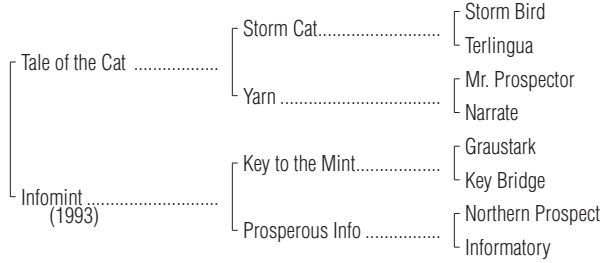 Storm Bird
Storm Cat..............................
Terlingua
Tale of the Cat .....................
Mr. Prospector
Yarn ........................................
Narrate
Graustark
Key to the Mint.....................
Key Bridge
Infomint .................................
(1993)
Northern Prospect
Prosperous Info ...................
Informatory